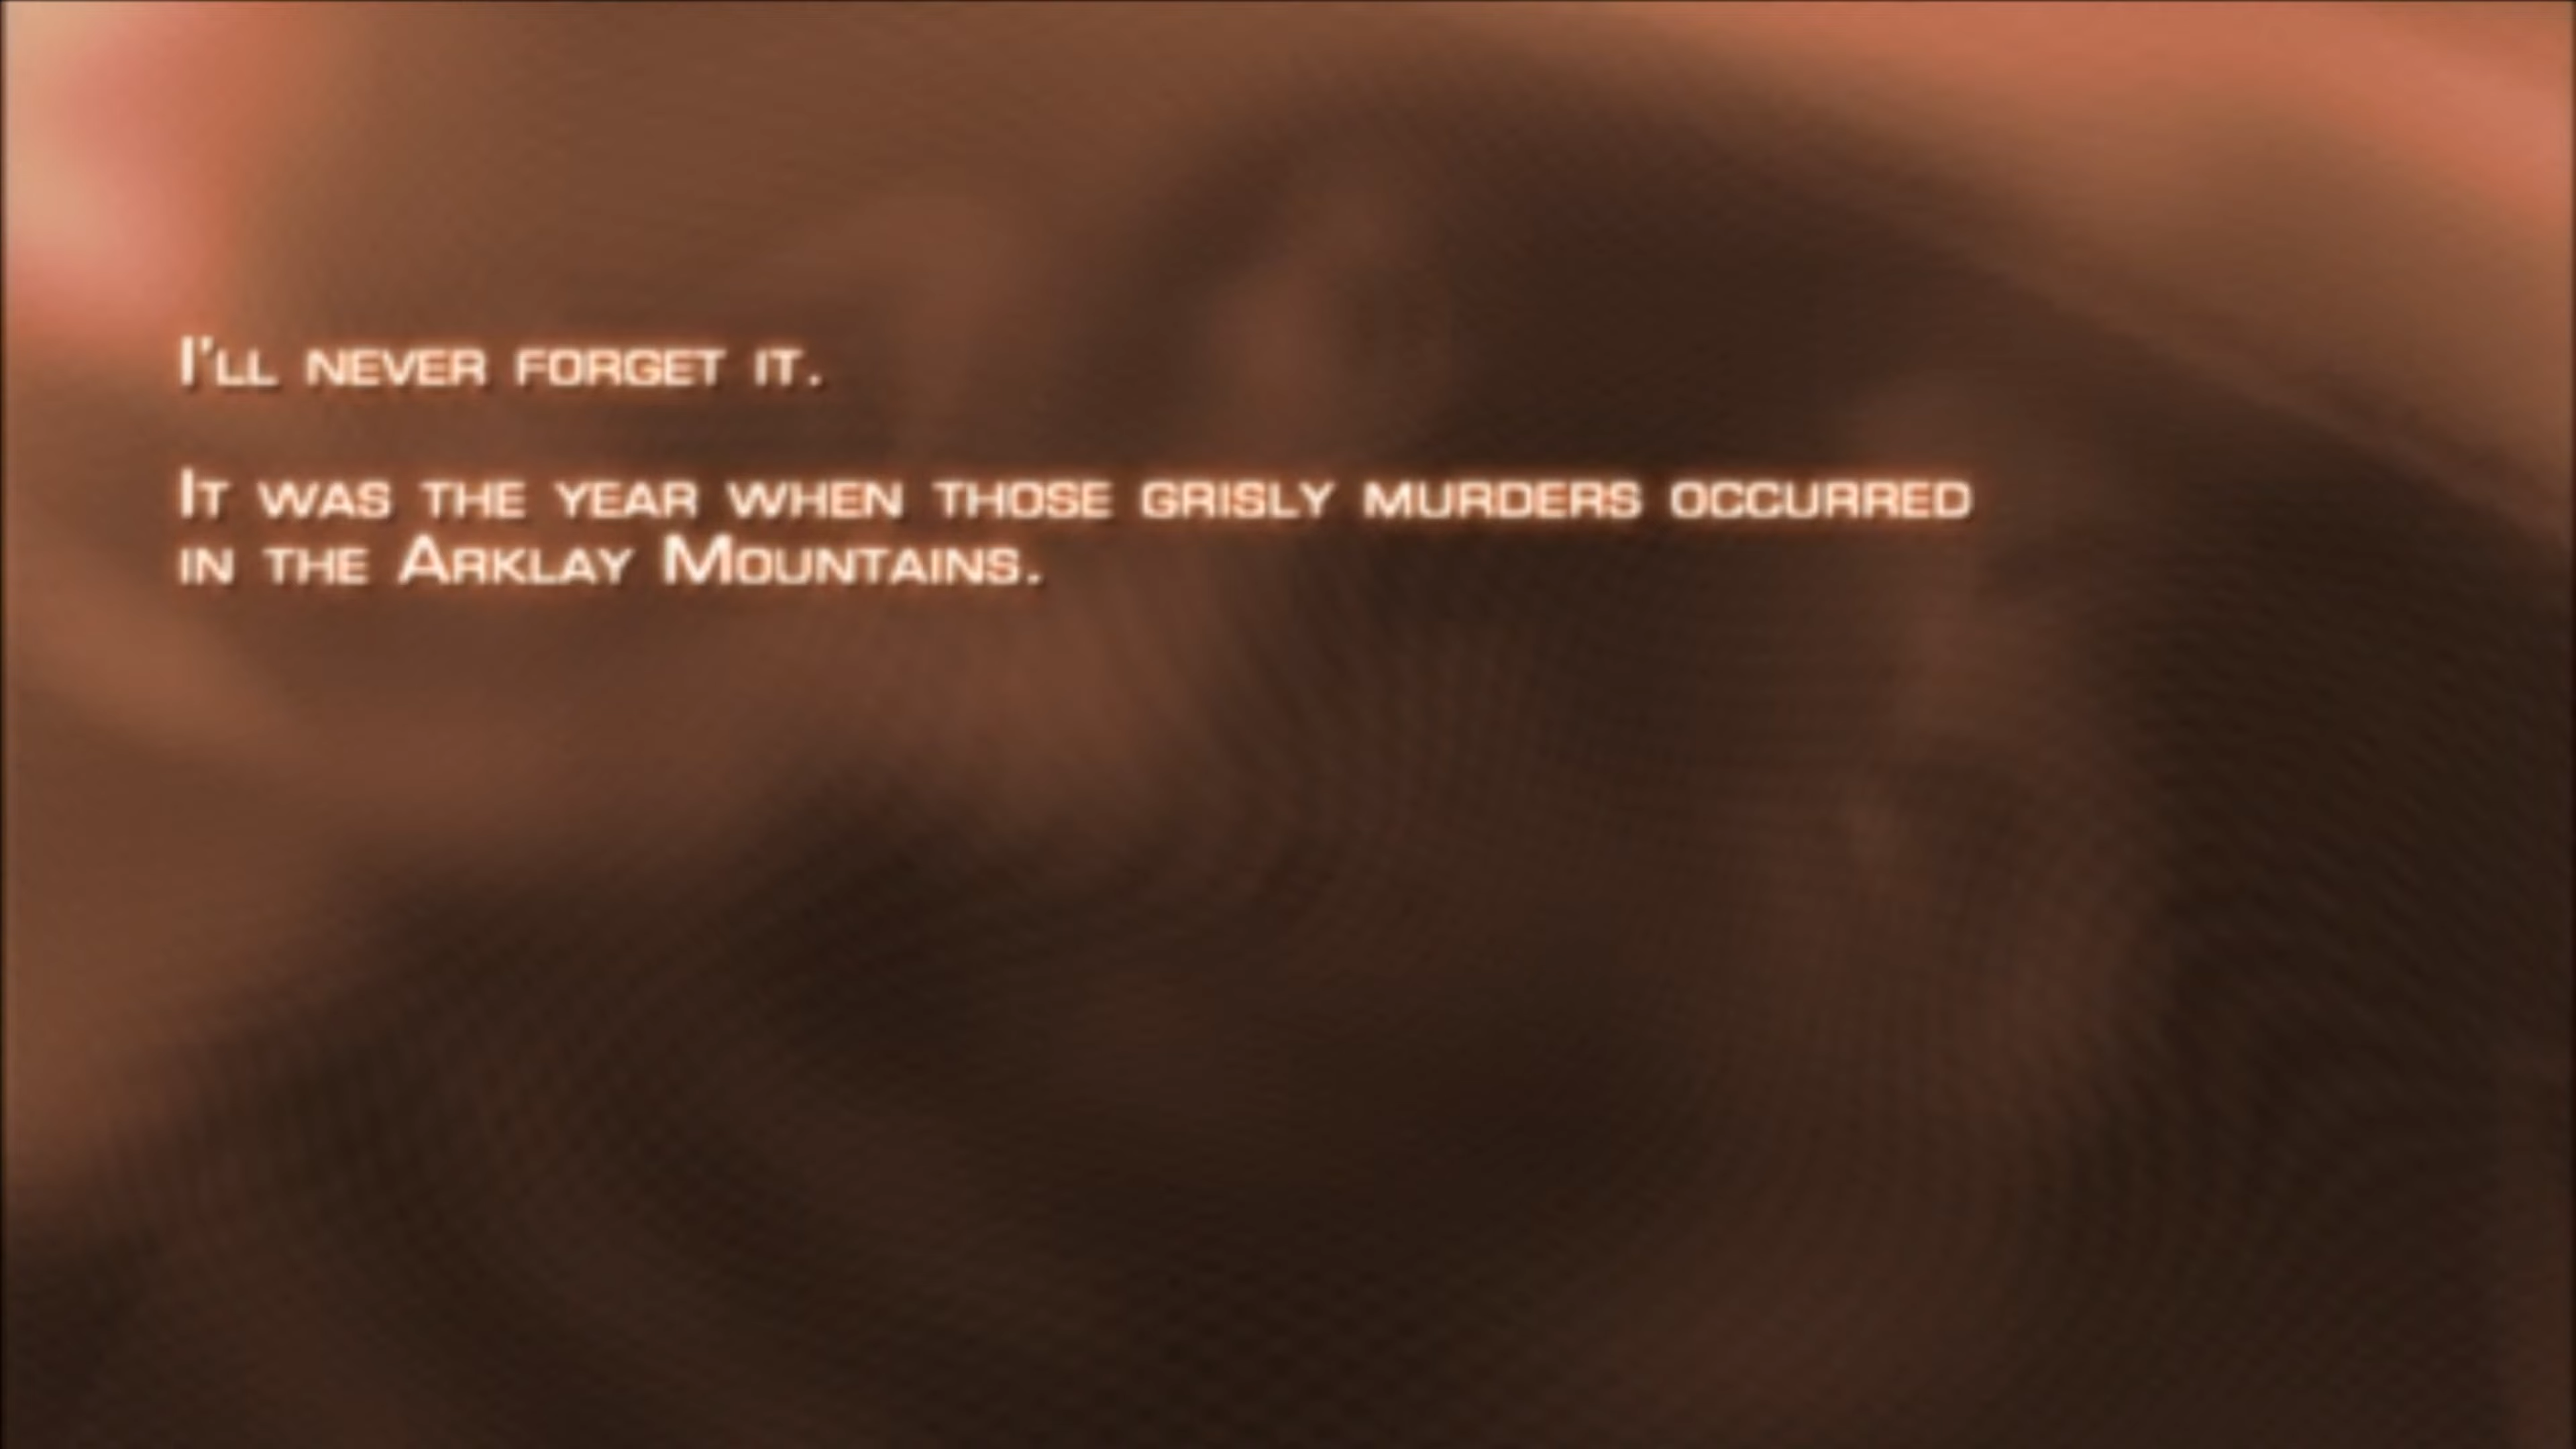 I'll never forget it.
It was the year when those grisly murders occurred
in the Arklay Mountains.